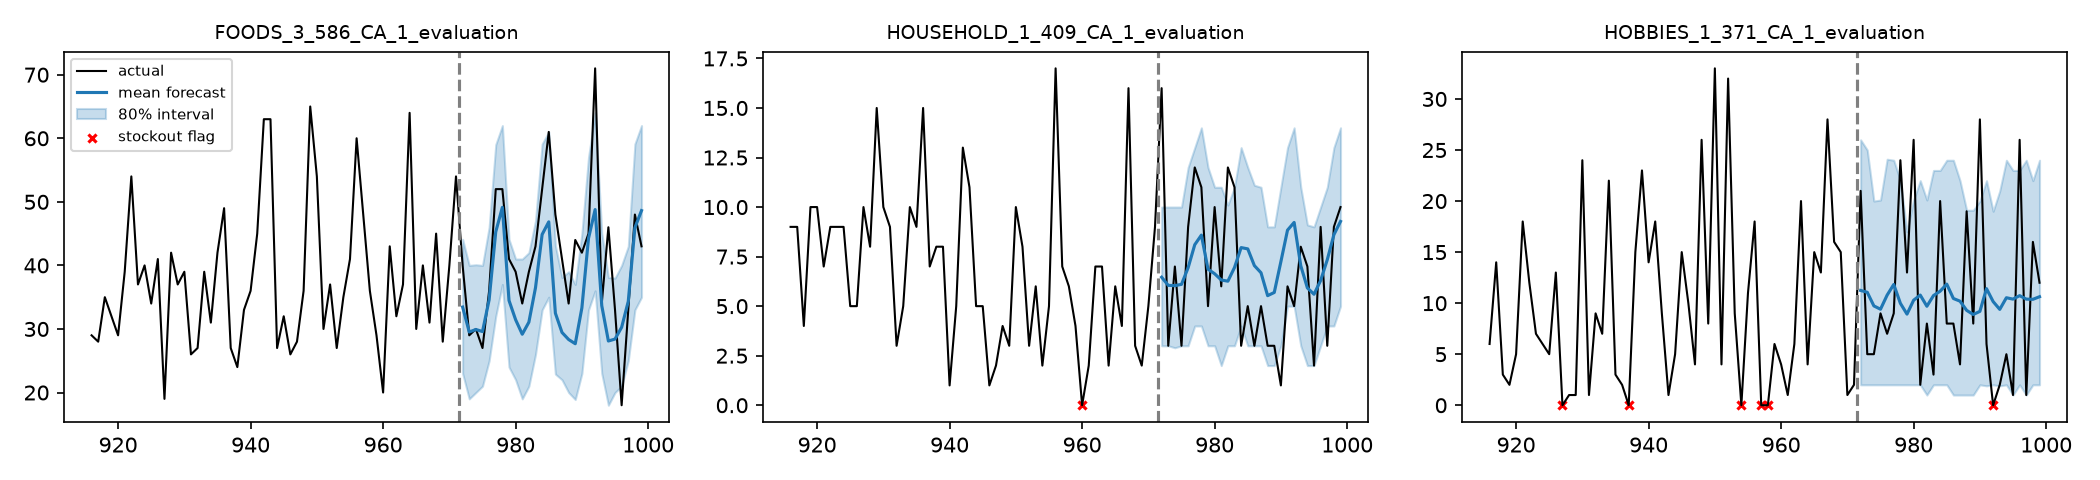 FOODS_3_586_CA_1_evaluation
70
60
50
40
30
20
920 940 960 980 1000
actual
mean forecast
80% interval
stockout flag
HOUSEHOLD_1_409_CA_1_evaluation
17.5
15.0
12.5
10.0
7.5
5.0
2.5
0.0
920 940 960 980 1000
HOBBIES_1_371_CA_1_evaluation
30
25
20
15
10
5
0
920 940 960 980 1000